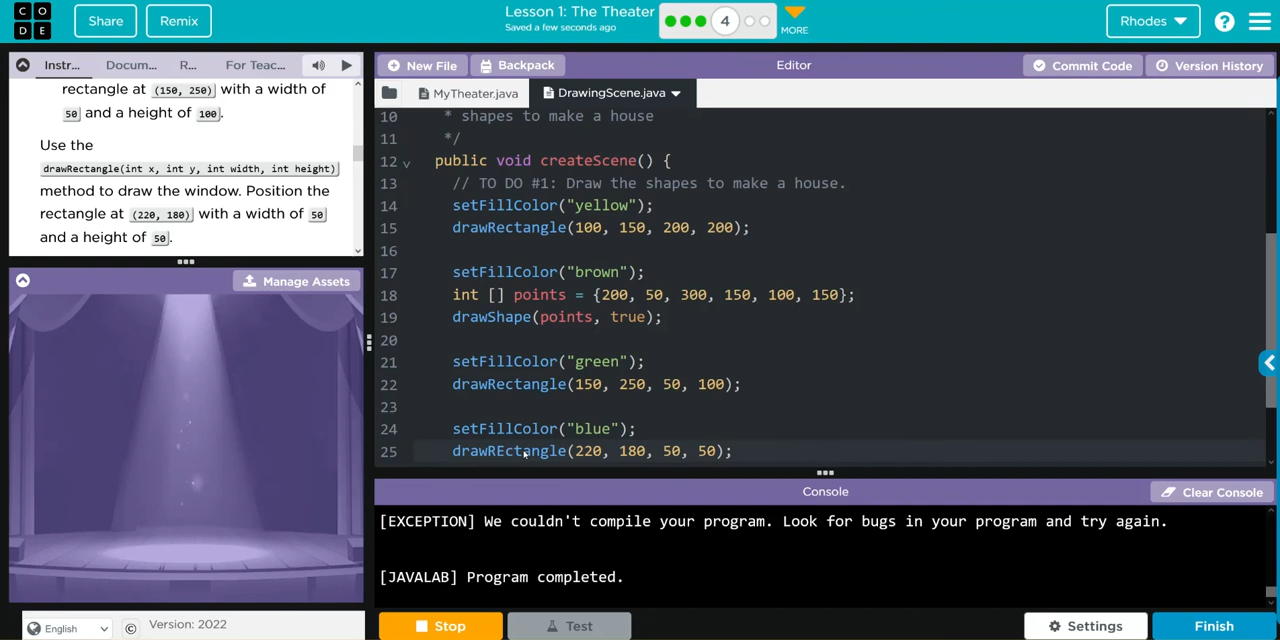 C O
D E
Share
Remix
Lesson 1: The Theater
Saved a few seconds ago
4
MORE
Rhodes
?
Instr...
Docum...
R...
For Teac...
rectangle at (150, 250) with a width of
50 and a height of 100.
Use the
drawRectangle(int x, int y, int width, int height)
method to draw the window. Position the
rectangle at (220, 180) with a width of 50
and a height of 50.
Manage Assets
English
©
Version: 2022
New File
Backpack
Editor
Commit Code
Version History
MyTheater.java
DrawingScene.java
10 * shapes to make a house
11 */
12 public void createScene() {
13 // TO DO #1: Draw the shapes to make a house.
14 setFillColor("yellow");
15 drawRectangle(100, 150, 200, 200);
16
17 setFillColor("brown");
18 int [] points = {200, 50, 300, 150, 100, 150};
19 drawShape(points, true);
20
21 setFillColor("green");
22 drawRectangle(150, 250, 50, 100);
23
24 setFillColor("blue");
25 drawREctangle(220, 180, 50, 50);
Console
Clear Console
[EXCEPTION] We couldn't compile your program. Look for bugs in your program and try again.
[JAVALAB] Program completed.
Stop
Test
Settings
Finish